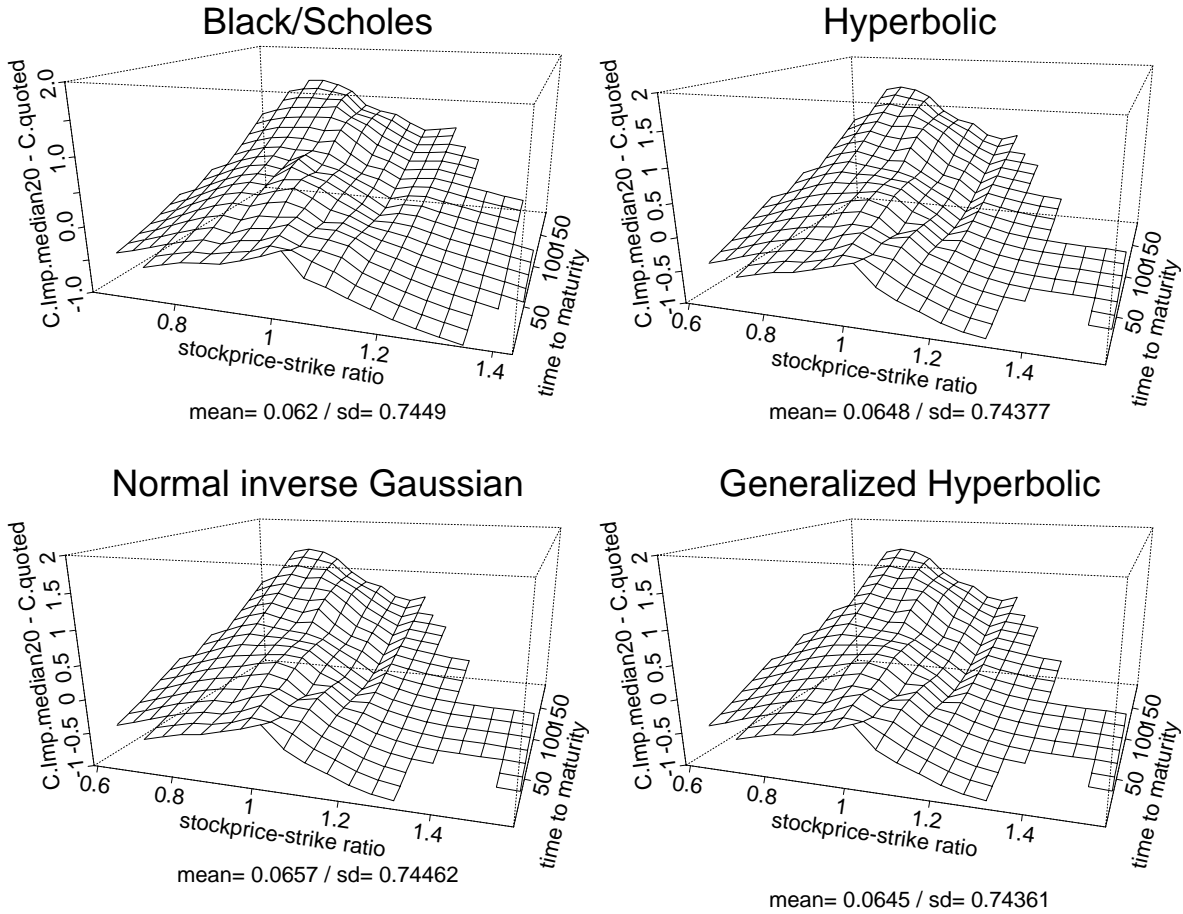 Black/Scholes
C.Imp.median20 - C.quoted
-1.0
0.0
1.0
2.0
0.8
1
1.2
1.4
stockprice-strike ratio
50
100
150
time to maturity
mean= 0.062 / sd= 0.7449
Hyperbolic
C.Imp.median20 - C.quoted
-1
-0.5
0
0.5
1
1.5
2
0.6
0.8
1
1.2
1.4
stockprice-strike ratio
50
100
150
time to maturity
mean= 0.0648 / sd= 0.74377
Normal inverse Gaussian
C.Imp.median20 - C.quoted
-1
-0.5
0
0.5
1
1.5
2
0.6
0.8
1
1.2
1.4
stockprice-strike ratio
50
100
150
time to maturity
mean= 0.0657 / sd= 0.74462
Generalized Hyperbolic
C.Imp.median20 - C.quoted
-1
-0.5
0
0.5
1
1.5
2
0.6
0.8
1
1.2
1.4
stockprice-strike ratio
50
100
150
time to maturity
mean= 0.0645 / sd= 0.74361